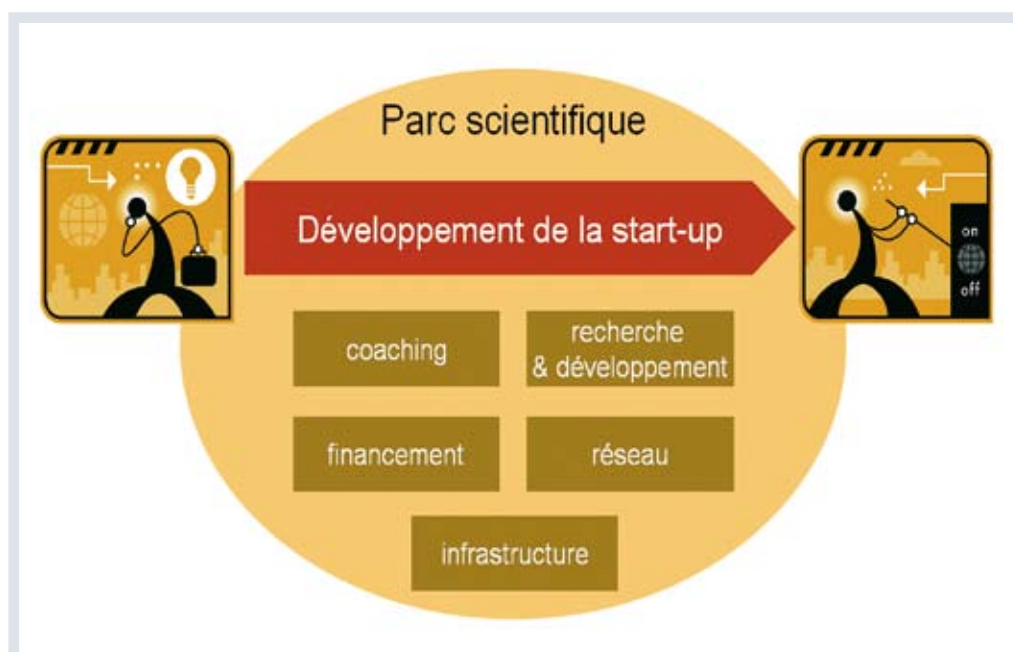 Parc scientifique
Développement de la start-up
on
off
coaching
recherche
& développement
financement
réseau
infrastructure